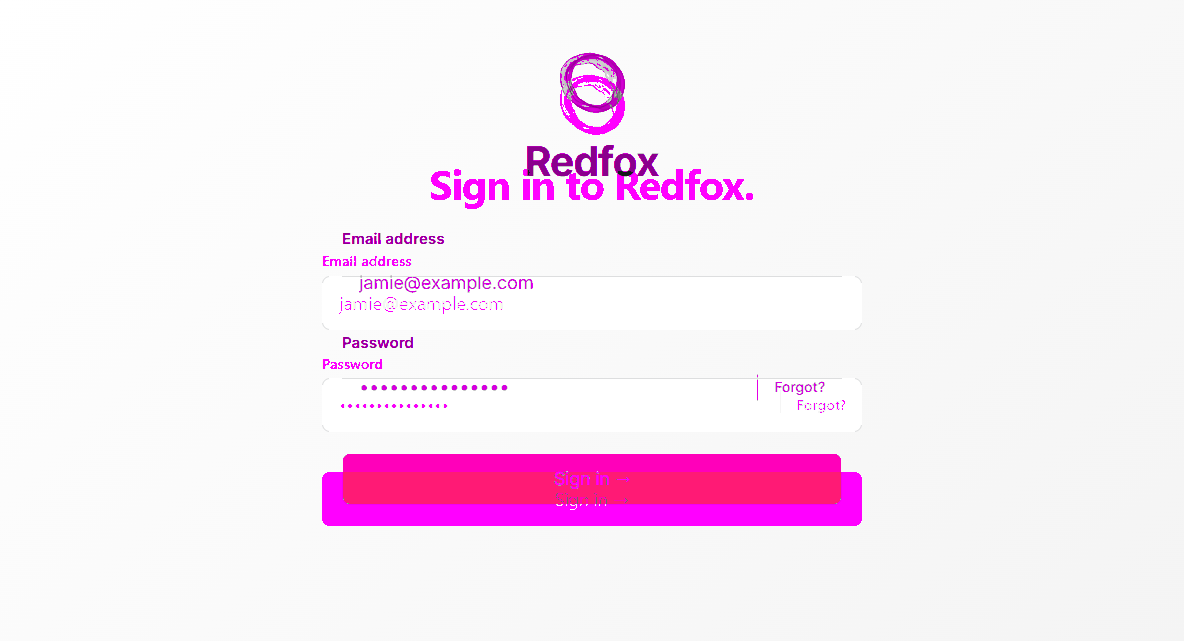 Redfox
Sign in to Redfox.
Email address
Email address
jamie@example.com
jamie@example.com
Password
Password
••••••••••••••• Forgot?
••••••••••••••• Forgot?
Sign in →
Sign in →